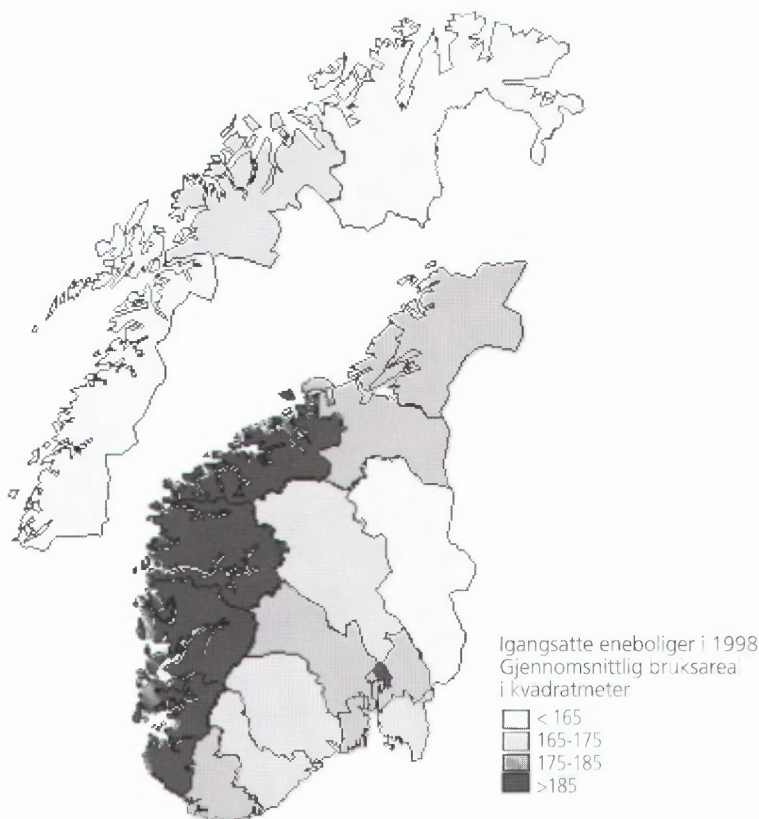 Igangsatte eneboliger i 1998
Gjennomsnittlig bruksareal
i kvadratmeter
< 165
165-175
175-185
>185